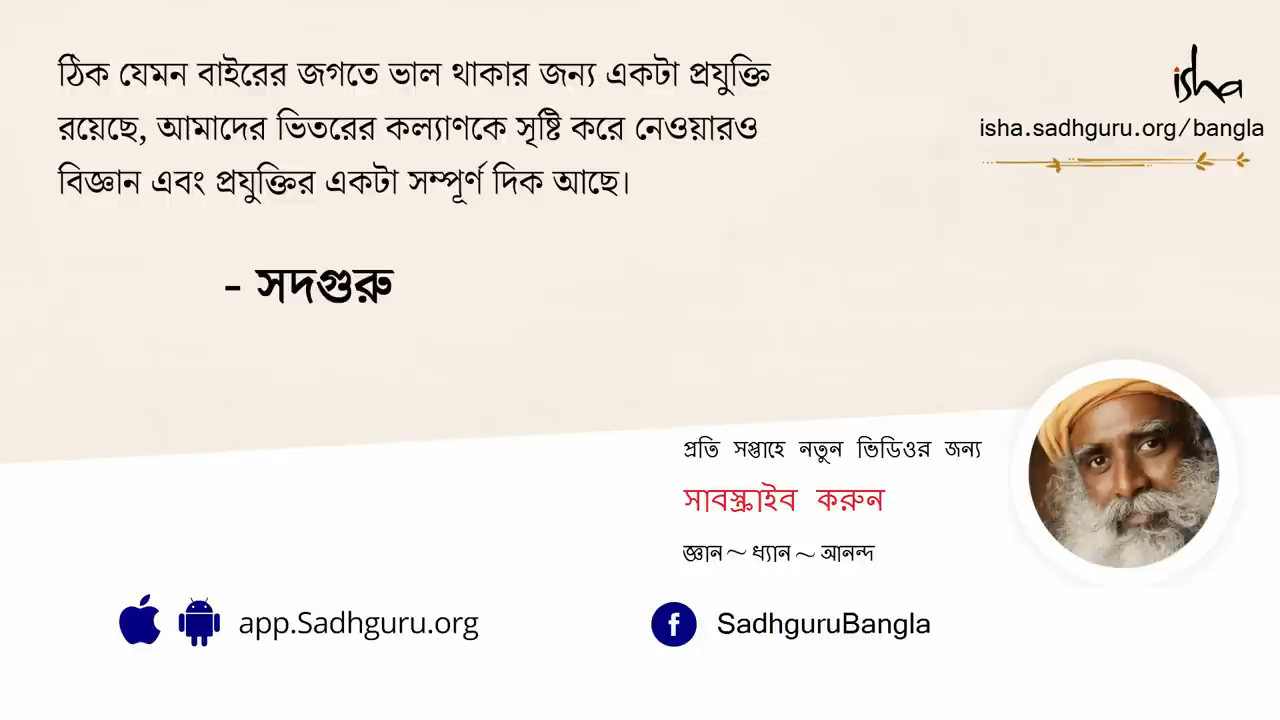 ঠিক যেমন বাইরের জগতে ভাল থাকার জন্য একটা প্রযুক্তি
রয়েছে, আমাদের ভিতরের কল্যাণকে সৃষ্টি করে নেওয়ারও
বিজ্ঞান এবং প্রযুক্তির একটা সম্পূর্ণ দিক আছে।
- সদগুরু
isha
isha.sadhguru.org/bangla
প্রতি সপ্তাহে নতুন ভিডিওর জন্য
সাবস্ক্রাইব করুন
জ্ঞান ~ ধ্যান ~ আনন্দ
app.Sadhguru.org
f SadhguruBangla